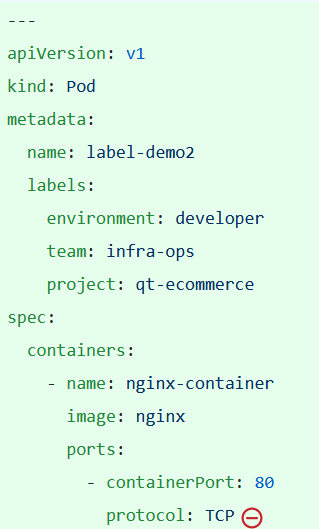 ---
apiVersion: v1
kind: Pod
metadata:
  name: label-demo2
  labels:
    environment: developer
    team: infra-ops
    project: qt-ecommerce
spec:
  containers:
    - name: nginx-container
      image: nginx
      ports:
        - containerPort: 80
          protocol: TCP